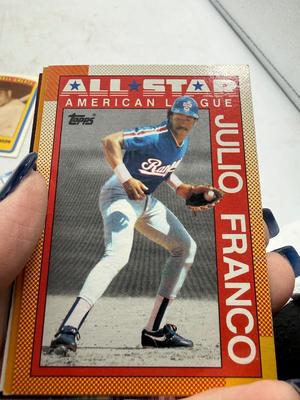 ALL★STAR
AMERICAN LEAGUE
Topps
Rangers
JULIO FRANCO